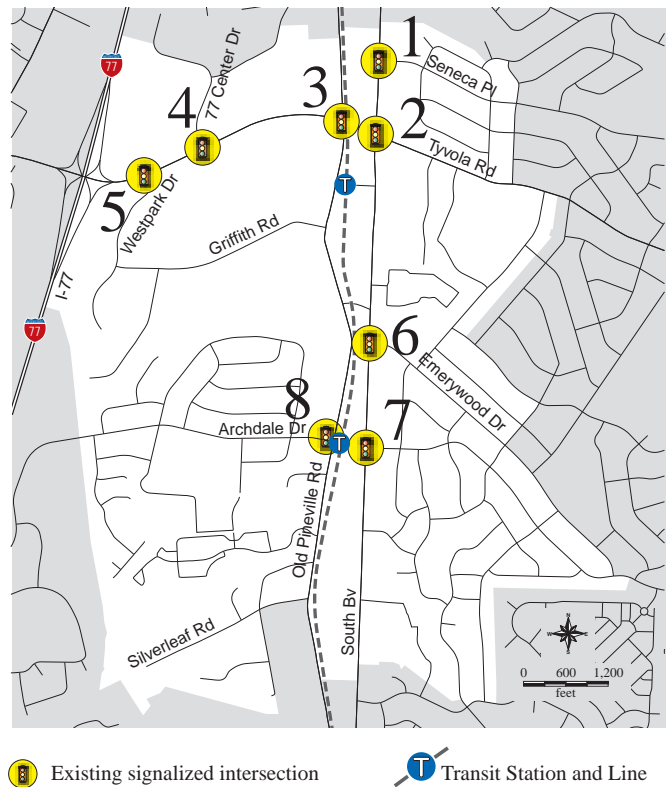 1
77
Seneca Pl
77 Center Dr
3
4
2
Tyvola Rd
5
T
Westpark Dr
Griffith Rd
I-77
77
6
Emerywood Dr
8
Archdale Dr
T
7
Old Pineville Rd
South Bv
Silverleaf Rd
N
W E
S
0 600 1,200
feet
Existing signalized intersection
T Transit Station and Line